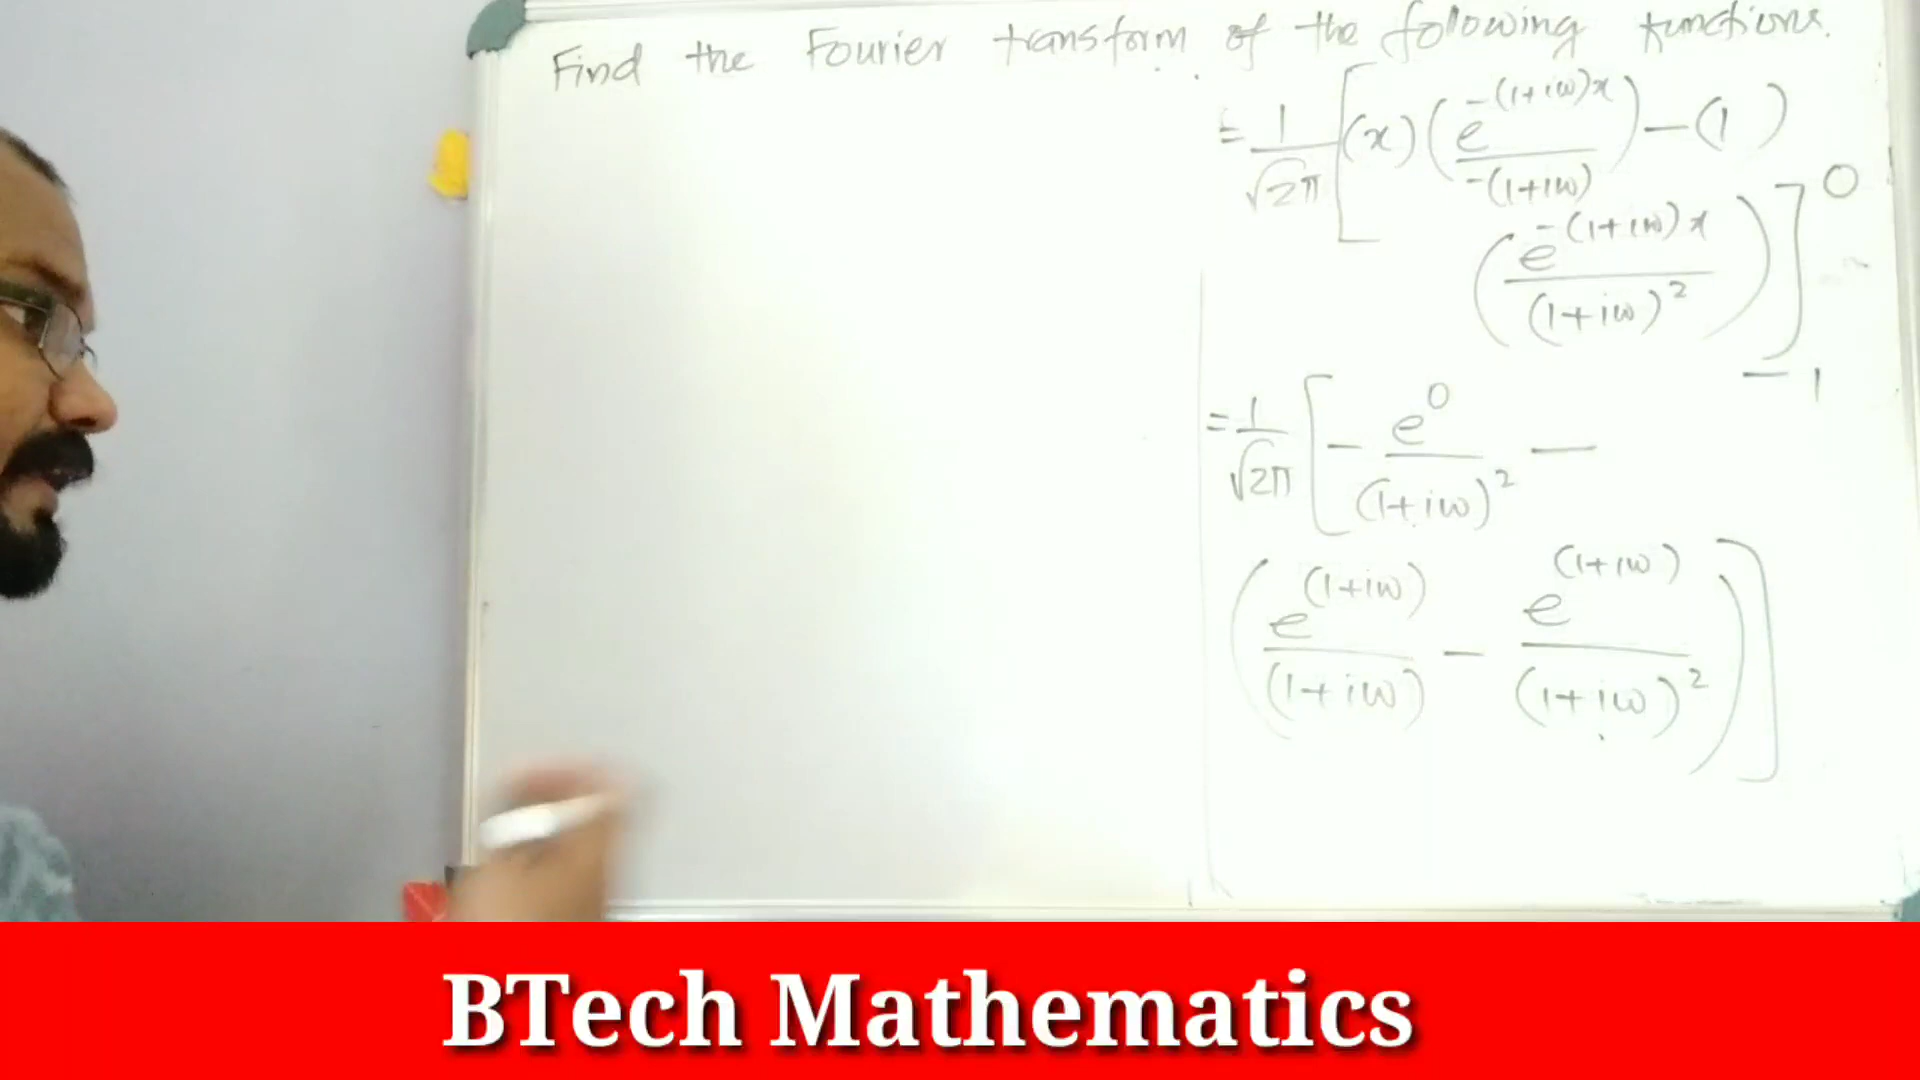 Find the Fourier transform of the following functions.
= 1/√2π [(x)(e^-(1+iω)x / -(1+iω)) - (1)
(e^-(1+iω)x / (1+iω)^2)]^0_-1
= 1/√2π [- e^0 / (1+iω)^2 -
(e^(1+iω) / (1+iω) - e^(1+iω) / (1+iω)^2)]
BTech Mathematics